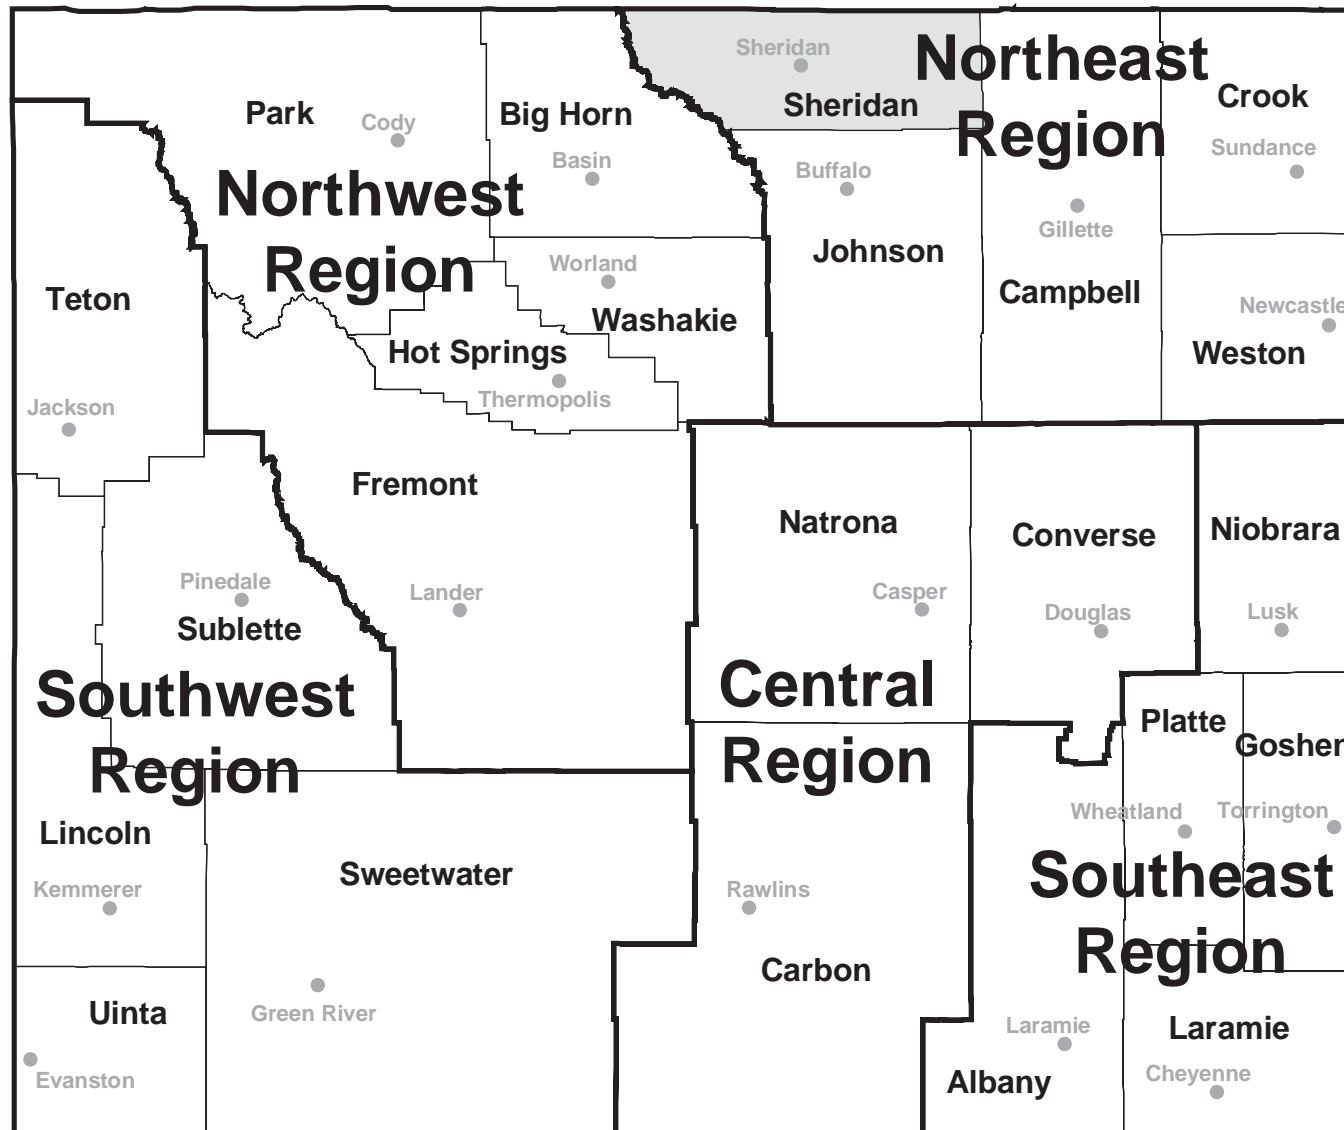 Sheridan
Northeast
Region
Sheridan
Crook
Sundance
Park
Cody
Big Horn
Basin
Buffalo
Northwest
Region
Gillette
Johnson
Campbell
Worland
Washakie
Newcastle
Weston
Teton
Hot Springs
Thermopolis
Jackson
Fremont
Natrona
Converse
Niobrara
Pinedale
Sublette
Lander
Casper
Douglas
Lusk
Southwest
Region
Central
Region
Platte
Goshen
Wheatland
Torrington
Lincoln
Kemmerer
Sweetwater
Rawlins
Southeast
Region
Carbon
Uinta
Green River
Evanston
Laramie
Laramie
Albany
Cheyenne